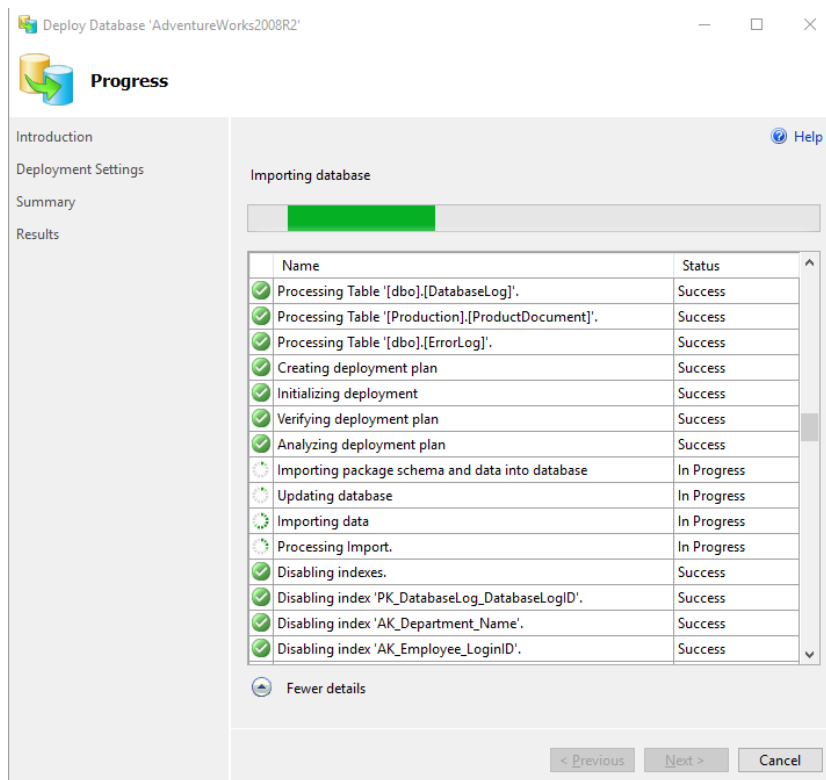 Deploy Database 'AdventureWorks2008R2'
Progress
Introduction
Help
Deployment Settings
Importing database
Summary
Results
Name Status
Processing Table '[dbo].[DatabaseLog]'. Success
Processing Table '[Production].[ProductDocument]'. Success
Processing Table '[dbo].[ErrorLog]'. Success
Creating deployment plan Success
Initializing deployment Success
Verifying deployment plan Success
Analyzing deployment plan Success
Importing package schema and data into database In Progress
Updating database In Progress
Importing data In Progress
Processing Import. In Progress
Disabling indexes. Success
Disabling index 'PK_DatabaseLog_DatabaseLogID'. Success
Disabling index 'AK_Department_Name'. Success
Disabling index 'AK_Employee_LoginID'. Success
Fewer details
< Previous Next > Cancel